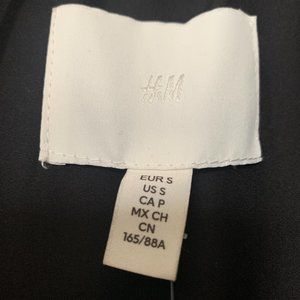 H&M
EUR S
US S
CA P
MX CH
CN
165/88A